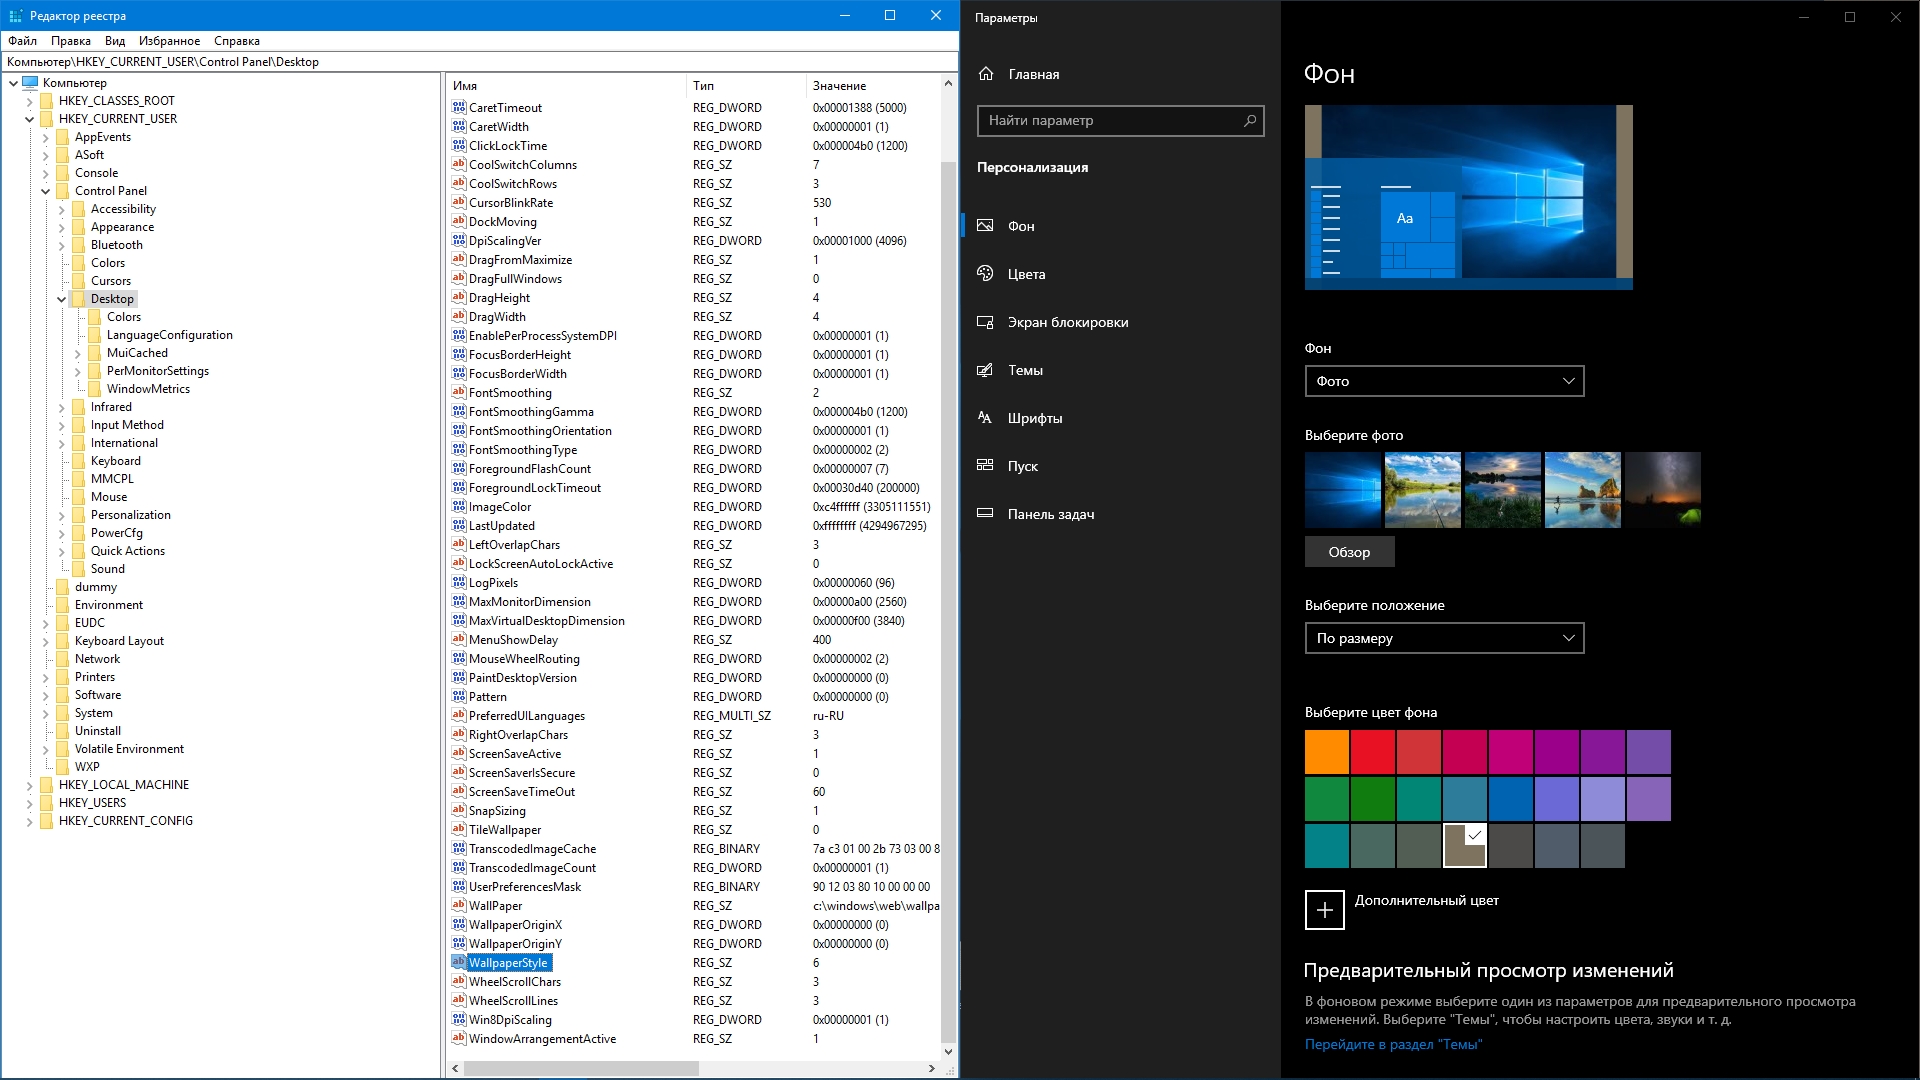 Редактор реестра
Файл Правка Вид Избранное Справка
Компьютер\HKEY_CURRENT_USER\Control Panel\Desktop
Компьютер
HKEY_CLASSES_ROOT
HKEY_CURRENT_USER
AppEvents
ASoft
Console
Control Panel
Accessibility
Appearance
Bluetooth
Colors
Cursors
Desktop
Colors
LanguageConfiguration
MuiCached
PerMonitorSettings
WindowMetrics
Infrared
Input Method
International
Keyboard
MMCPL
Mouse
Personalization
PowerCfg
Quick Actions
Sound
dummy
Environment
EUDC
Keyboard Layout
Network
Printers
Software
System
Uninstall
Volatile Environment
WXP
HKEY_LOCAL_MACHINE
HKEY_USERS
HKEY_CURRENT_CONFIG
Имя Тип Значение
CaretTimeout REG_DWORD 0x00001388 (5000)
CaretWidth REG_DWORD 0x00000001 (1)
ClickLockTime REG_DWORD 0x000004b0 (1200)
CoolSwitchColumns REG_SZ 7
CoolSwitchRows REG_SZ 3
CursorBlinkRate REG_SZ 530
DockMoving REG_SZ 1
DpiScalingVer REG_DWORD 0x00001000 (4096)
DragFromMaximize REG_SZ 1
DragFullWindows REG_SZ 0
DragHeight REG_SZ 4
DragWidth REG_SZ 4
EnablePerProcessSystemDPI REG_DWORD 0x00000001 (1)
FocusBorderHeight REG_DWORD 0x00000001 (1)
FocusBorderWidth REG_DWORD 0x00000001 (1)
FontSmoothing REG_SZ 2
FontSmoothingGamma REG_DWORD 0x000004b0 (1200)
FontSmoothingOrientation REG_DWORD 0x00000001 (1)
FontSmoothingType REG_DWORD 0x00000002 (2)
ForegroundFlashCount REG_DWORD 0x00000007 (7)
ForegroundLockTimeout REG_DWORD 0x00030d40 (200000)
ImageColor REG_DWORD 0xc4ffffff (3305111551)
LastUpdated REG_DWORD 0xffffffff (4294967295)
LeftOverlapChars REG_SZ 3
LockScreenAutoLockActive REG_SZ 0
LogPixels REG_DWORD 0x00000060 (96)
MaxMonitorDimension REG_DWORD 0x00000a00 (2560)
MaxVirtualDesktopDimension REG_DWORD 0x00000f00 (3840)
MenuShowDelay REG_SZ 400
MouseWheelRouting REG_DWORD 0x00000002 (2)
PaintDesktopVersion REG_DWORD 0x00000000 (0)
Pattern REG_DWORD 0x00000000 (0)
PreferredUILanguages REG_MULTI_SZ ru-RU
RightOverlapChars REG_SZ 3
ScreenSaveActive REG_SZ 1
ScreenSaverIsSecure REG_SZ 0
ScreenSaveTimeOut REG_SZ 60
SnapSizing REG_SZ 1
TileWallpaper REG_SZ 0
TranscodedImageCache REG_BINARY 7a c3 01 00 2b 73 03 00 8
TranscodedImageCount REG_DWORD 0x00000001 (1)
UserPreferencesMask REG_BINARY 90 12 03 80 10 00 00 00
WallPaper REG_SZ c:\windows\web\wallpa
WallpaperOriginX REG_DWORD 0x00000000 (0)
WallpaperOriginY REG_DWORD 0x00000000 (0)
WallpaperStyle REG_SZ 6
WheelScrollChars REG_SZ 3
WheelScrollLines REG_SZ 3
Win8DpiScaling REG_DWORD 0x00000001 (1)
WindowArrangementActive REG_SZ 1
Параметры
Главная
Найти параметр
Персонализация
Фон
Цвета
Экран блокировки
Темы
Шрифты
Пуск
Панель задач
Фон
Aa
Фон
Фото
Выберите фото
Обзор
Выберите положение
По размеру
Выберите цвет фона
Дополнительный цвет
Предварительный просмотр изменений
В фоновом режиме выберите один из параметров для предварительного просмотра
изменений. Выберите "Темы", чтобы настроить цвета, звуки и т. д.
Перейдите в раздел "Темы"